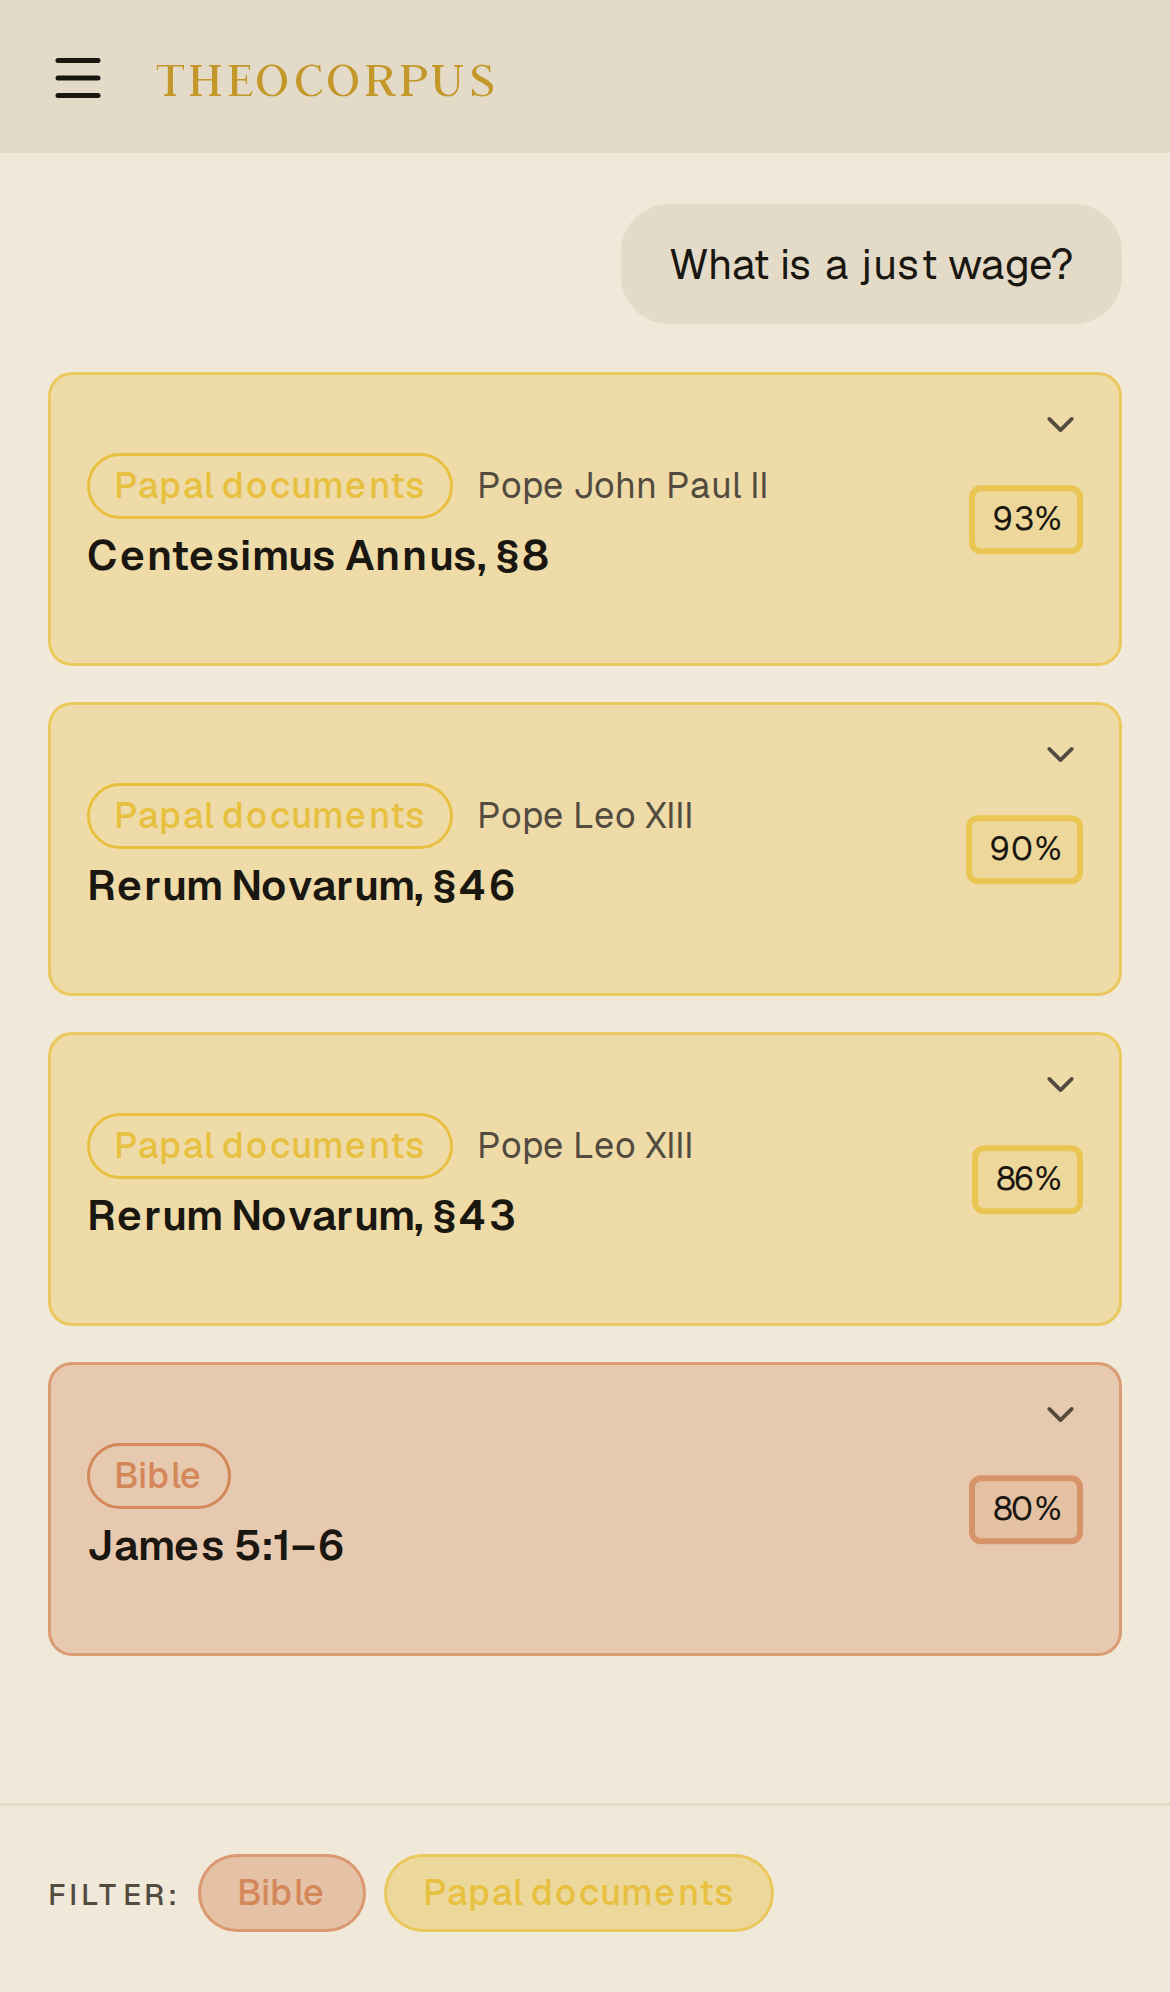 THEOCORPUS
What is a just wage?
Papal documents Pope John Paul II
Centesimus Annus, §8
93%
Papal documents Pope Leo XIII
Rerum Novarum, §46
90%
Papal documents Pope Leo XIII
Rerum Novarum, §43
86%
Bible
James 5:1–6
80%
FILTER: Bible Papal documents